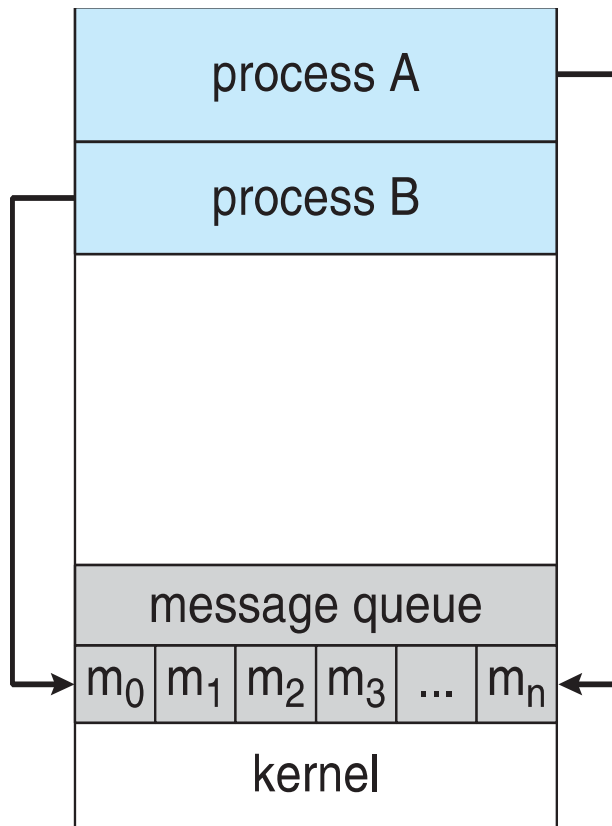 process A
process B
message queue
m₀ m₁ m₂ m₃ ... mₙ
kernel